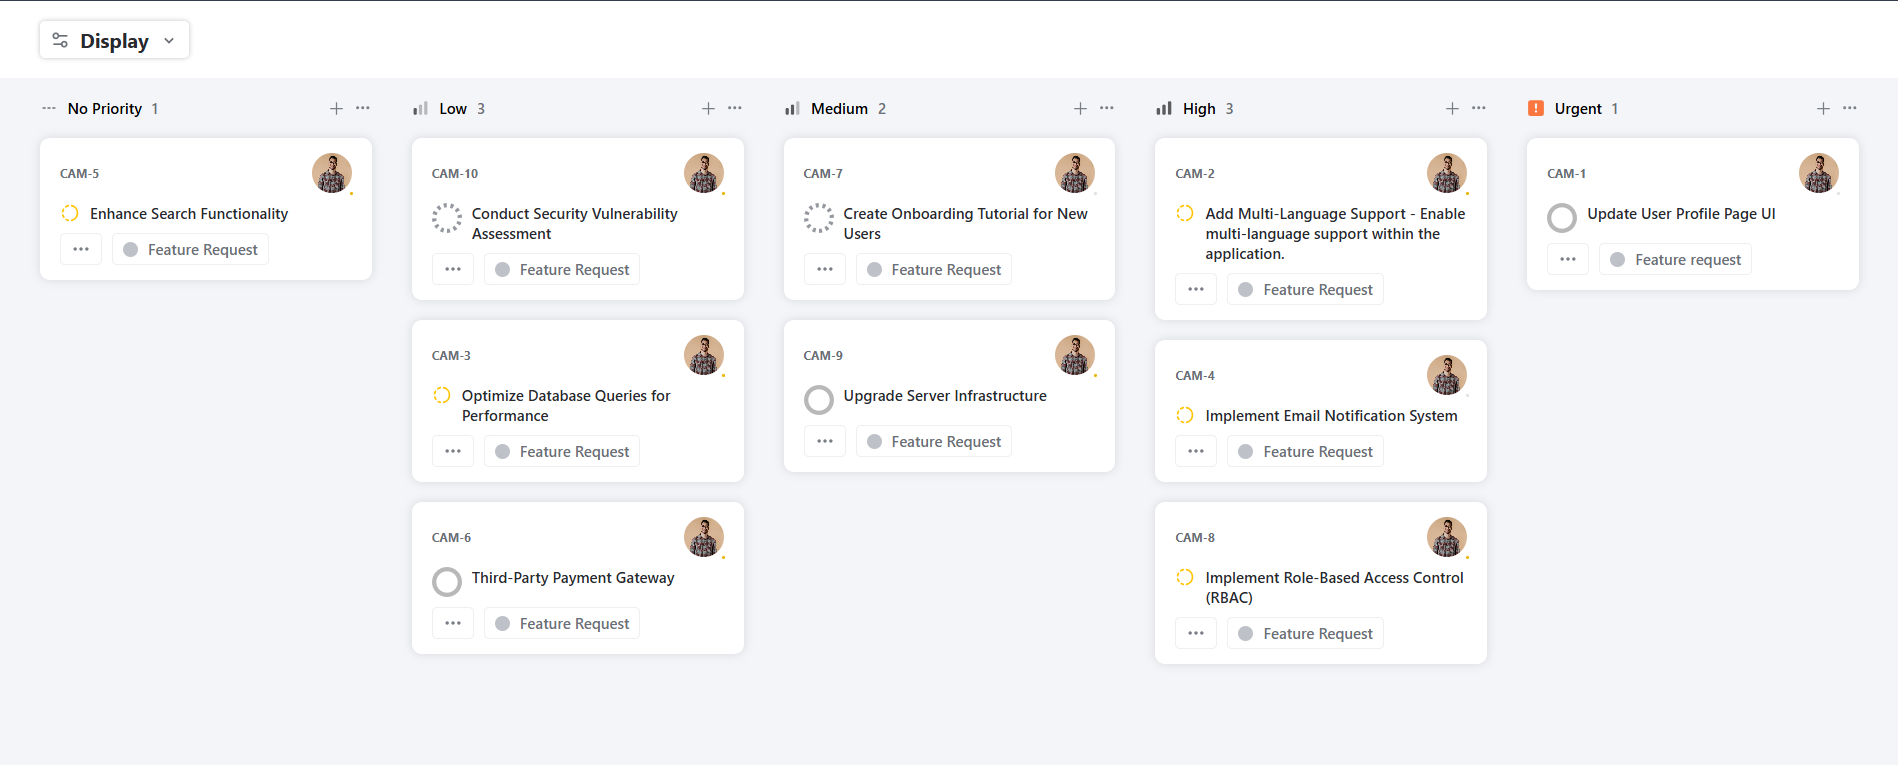 Display
No Priority 1
CAM-5
Enhance Search Functionality
Feature Request
Low 3
CAM-10
Conduct Security Vulnerability
Assessment
Feature Request
CAM-3
Optimize Database Queries for
Performance
Feature Request
CAM-6
Third-Party Payment Gateway
Feature Request
Medium 2
CAM-7
Create Onboarding Tutorial for New
Users
Feature Request
CAM-9
Upgrade Server Infrastructure
Feature Request
High 3
CAM-2
Add Multi-Language Support - Enable
multi-language support within the
application.
Feature Request
CAM-4
Implement Email Notification System
Feature Request
CAM-8
Implement Role-Based Access Control
(RBAC)
Feature Request
Urgent 1
CAM-1
Update User Profile Page UI
Feature request